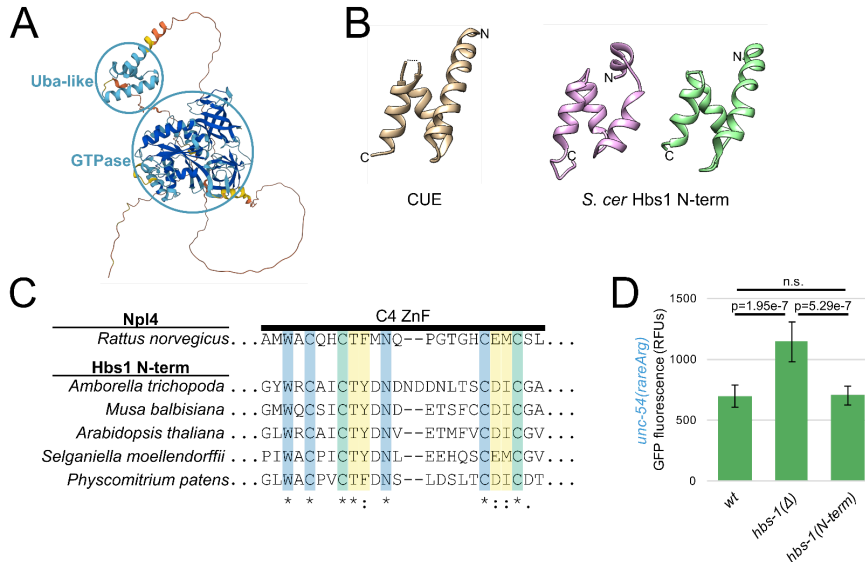 A
Uba-like
GTPase
B
N
C
CUE
N
C
N
C
S. cer Hbs1 N-term
C
C4 ZnF
Npl4
Rattus norvegicus ...AMWACQHCTFMNQ--PGTGHCEMCSL...
Hbs1 N-term
Amborella trichopoda ...GYWRCAICTYDNDNDDNLTSCDICGA...
Musa balbisiana ...GMWQCSICTYDND--ETSFCCDICGV...
Arabidopsis thaliana ...GLWRCAICTYDNV--ETMFVCDICGV...
Selganiella moellendorffii ...PIWACPICTYDNL--EEHQSCEMCGV...
Physcomitrium patens ...GLWACPVCTFDNS--LDSLTCDICDT...
* * **: * *::*.
D
n.s.
p=1.95e-7 p=5.29e-7
unc-54(rareArg)
GFP fluorescence (RFUs)
1500
1000
500
0
wt
hbs-1(Δ)
hbs-1(N-term)